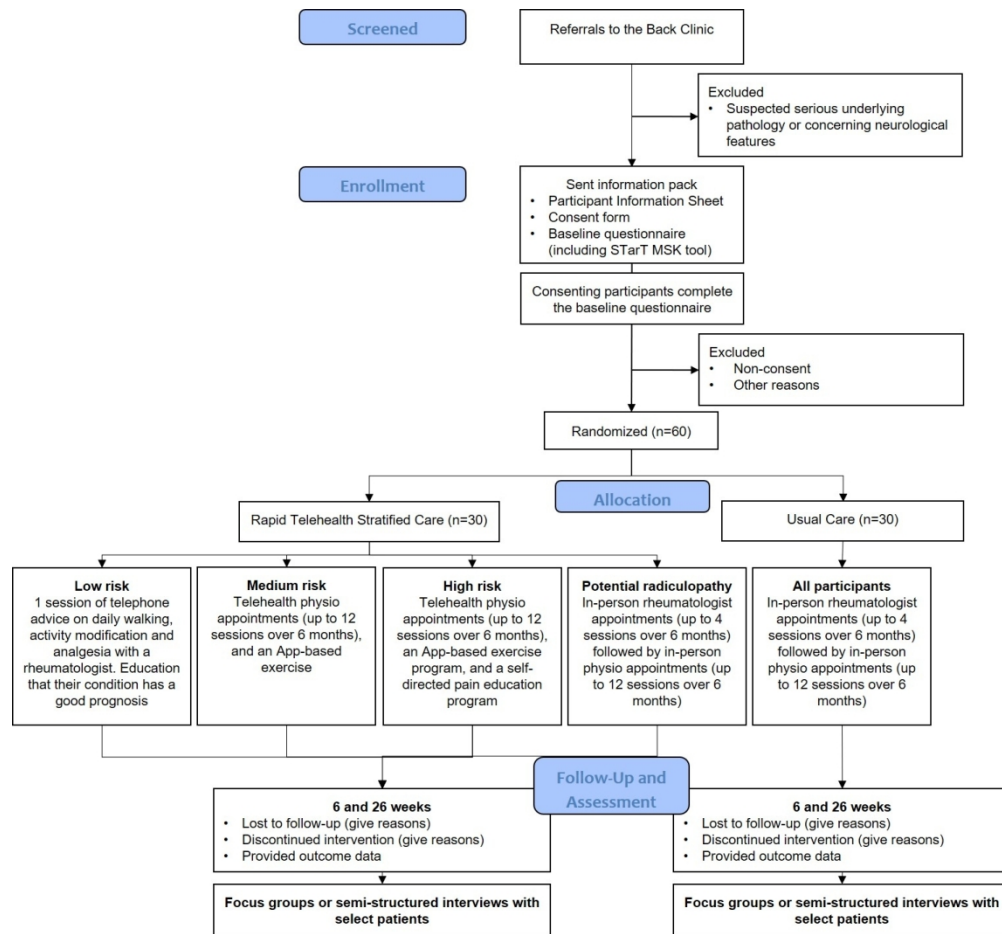 Screened
Referrals to the Back Clinic
Excluded
• Suspected serious underlying
pathology or concerning neurological
features
Enrollment
Sent information pack
• Participant Information Sheet
• Consent form
• Baseline questionnaire
(including STarT MSK tool)
Consenting participants complete
the baseline questionnaire
Excluded
• Non-consent
• Other reasons
Randomized (n=60)
Allocation
Rapid Telehealth Stratified Care (n=30)
Usual Care (n=30)
Low risk
1 session of telephone
advice on daily walking,
activity modification and
analgesia with a
rheumatologist. Education
that their condition has a
good prognosis
Medium risk
Telehealth physio
appointments (up to 12
sessions over 6 months),
and an App-based
exercise
High risk
Telehealth physio
appointments (up to 12
sessions over 6 months),
an App-based exercise
program, and a self-
directed pain education
program
Potential radiculopathy
In-person rheumatologist
appointments (up to 4
sessions over 6 months)
followed by in-person
physio appointments (up
to 12 sessions over 6
months)
All participants
In-person rheumatologist
appointments (up to 4
sessions over 6 months)
followed by in-person
physio appointments (up
to 12 sessions over 6
months)
Follow-Up and
Assessment
6 and 26 weeks
• Lost to follow-up (give reasons)
• Discontinued intervention (give reasons)
• Provided outcome data
6 and 26 weeks
• Lost to follow-up (give reasons)
• Discontinued intervention (give reasons)
• Provided outcome data
Focus groups or semi-structured interviews with
select patients
Focus groups or semi-structured interviews with
select patients